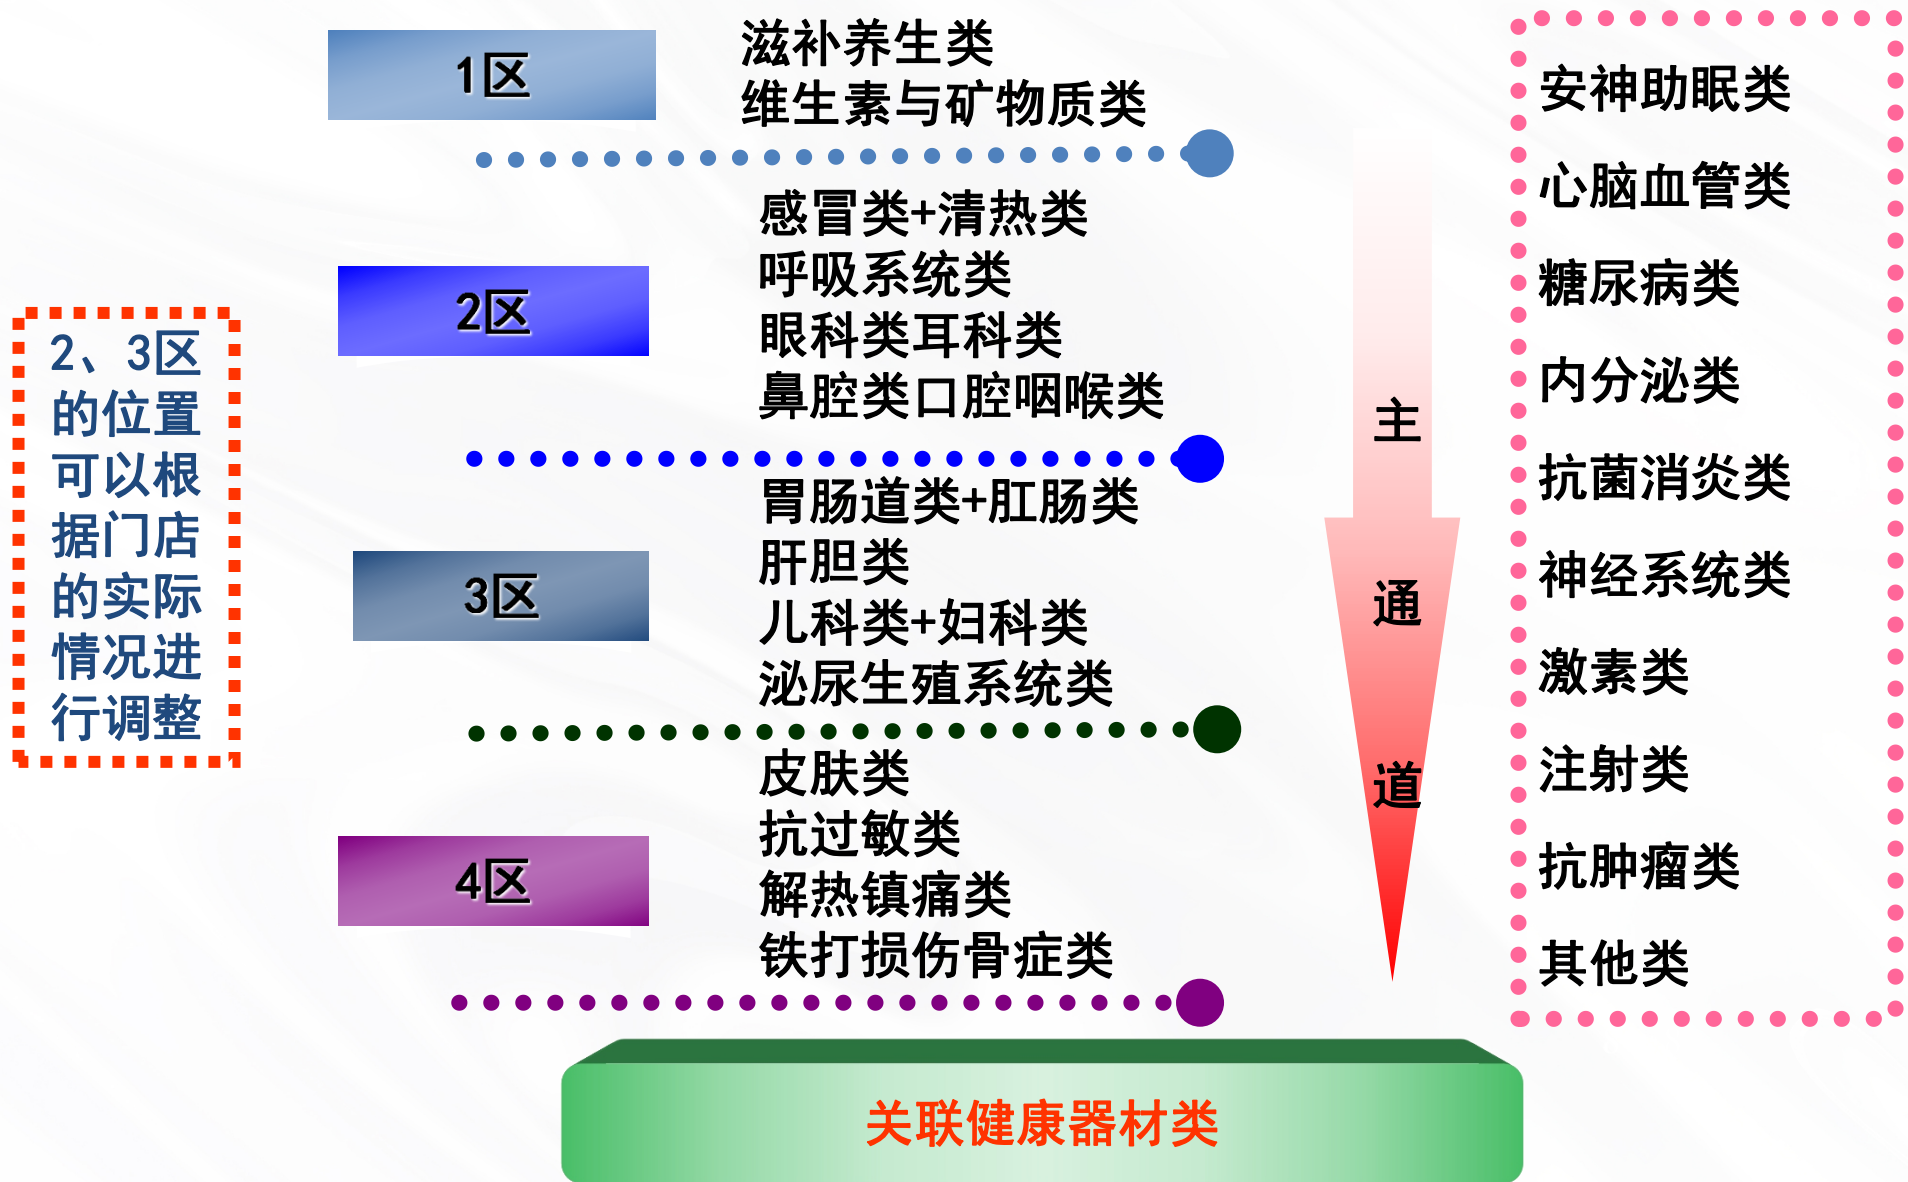 2、3区
的位置
可以根
据门店
的实际
情况进
行调整
1区
滋补养生类
维生素与矿物质类
2区
感冒类+清热类
呼吸系统类
眼科类耳科类
鼻腔类口腔咽喉类
3区
胃肠道类+肛肠类
肝胆类
儿科类+妇科类
泌尿生殖系统类
4区
皮肤类
抗过敏类
解热镇痛类
铁打损伤骨症类
主
通
道
安神助眠类
心脑血管类
糖尿病类
内分泌类
抗菌消炎类
神经系统类
激素类
注射类
抗肿瘤类
其他类
关联健康器材类